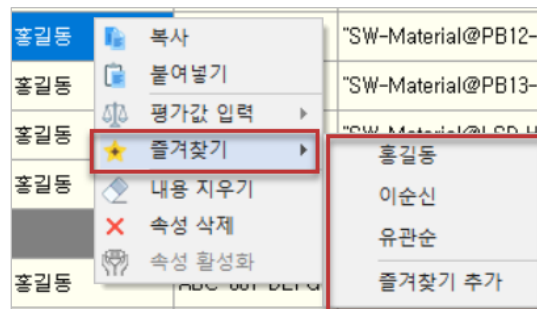 홍길동 복사 "SW-Material@PB12-
홍길동 붙여넣기 "SW-Material@PB13-
홍길동 평가값 입력
즐겨찾기 홍길동
홍길동 내용 지우기 이순신
속성 삭제 유관순
홍길동 속성 활성화 즐겨찾기 추가